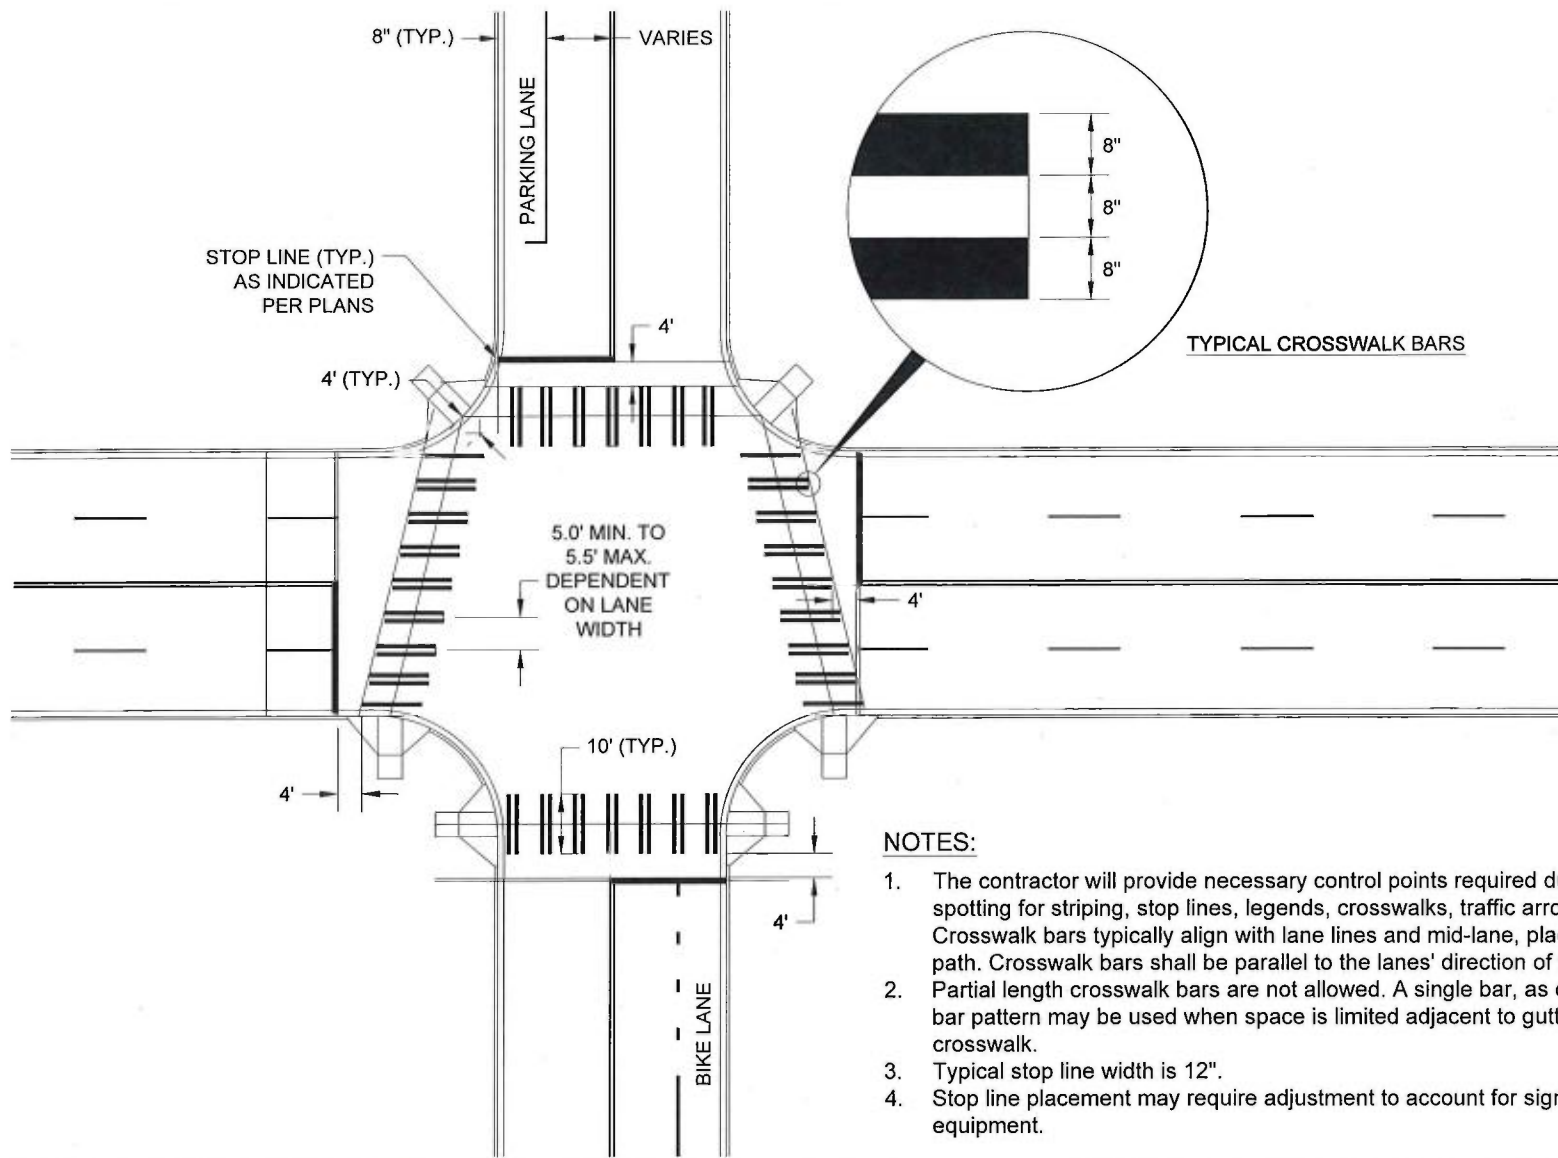 8" (TYP.)
VARIES
PARKING LANE
8"
8"
8"
STOP LINE (TYP.)
AS INDICATED
PER PLANS
4'
TYPICAL CROSSWALK BARS
4' (TYP.)
5.0' MIN. TO
5.5' MAX.
DEPENDENT
ON LANE
WIDTH
4'
10' (TYP.)
4'
4'
BIKE LANE
NOTES:
1. The contractor will provide necessary control points required
spotting for striping, stop lines, legends, crosswalks, traffic
Crosswalk bars typically align with lane lines and mid-lane,
path. Crosswalk bars shall be parallel to the lanes' direction of
2. Partial length crosswalk bars are not allowed. A single bar, as
bar pattern may be used when space is limited adjacent to
crosswalk.
3. Typical stop line width is 12".
4. Stop line placement may require adjustment to account for
equipment.